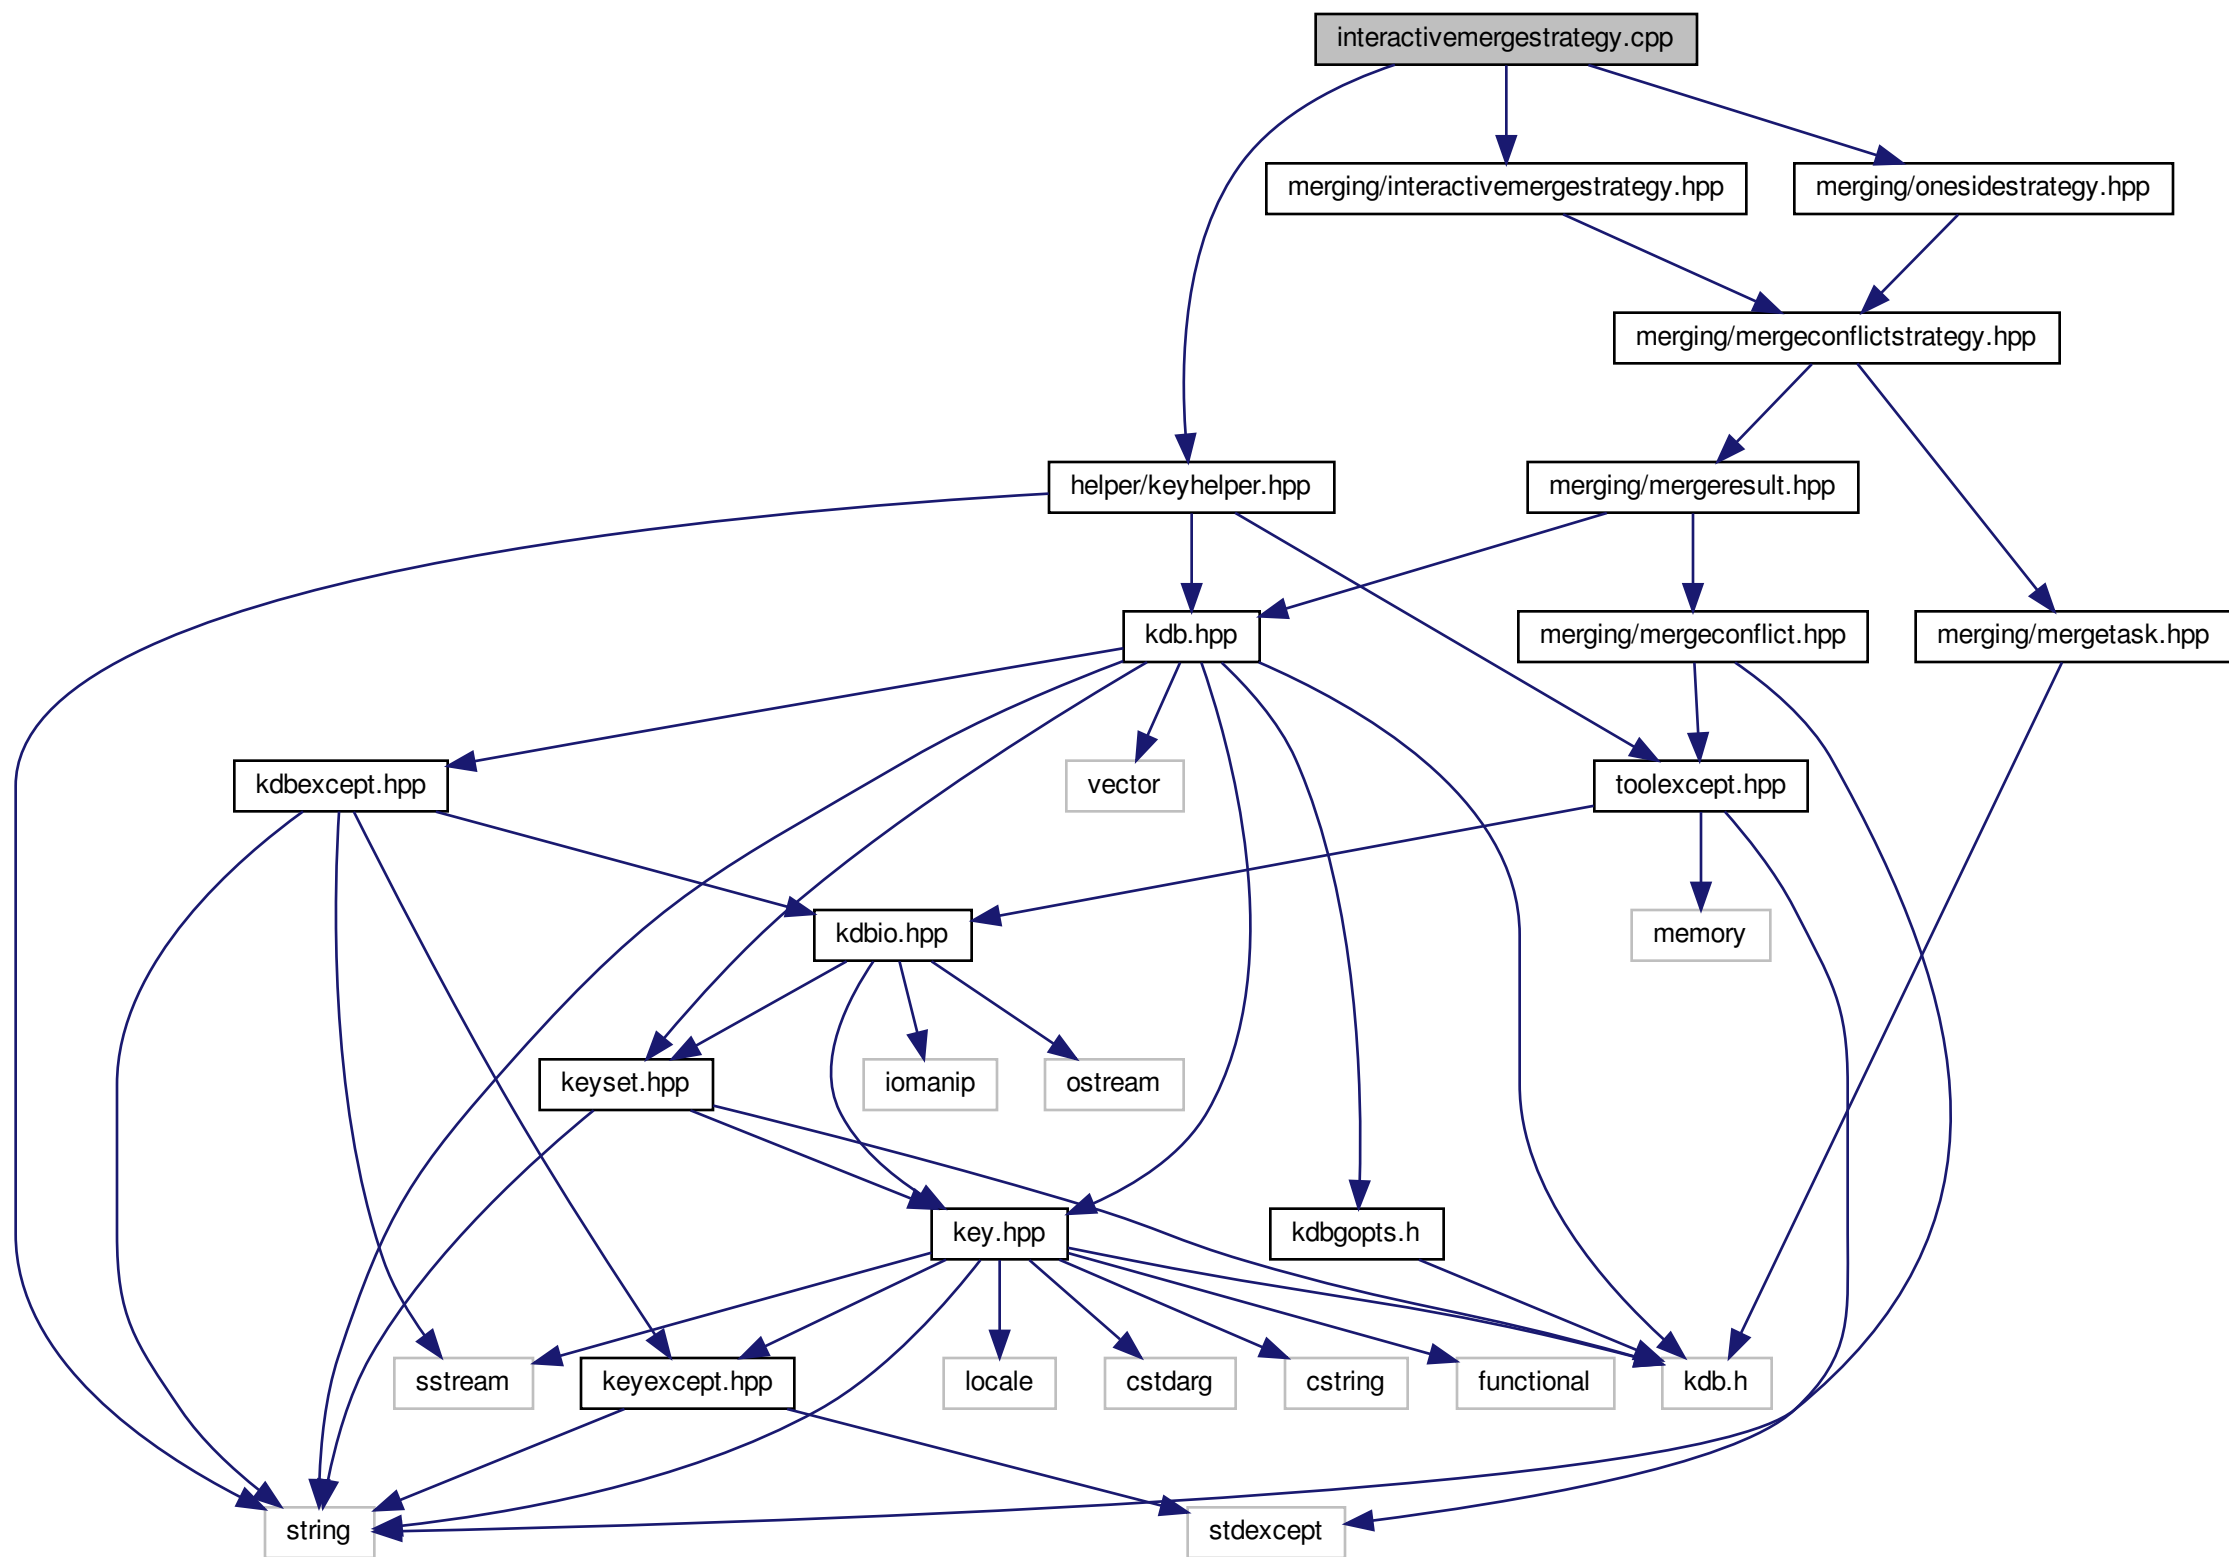 interactivemergestrategy.cpp
merging/interactivemergestrategy.hpp
merging/onesidestrategy.hpp
merging/mergeconflictstrategy.hpp
helper/keyhelper.hpp
merging/mergeresult.hpp
kdb.hpp
merging/mergeconflict.hpp
merging/mergetask.hpp
kdbexcept.hpp
vector
toolexcept.hpp
kdbio.hpp
memory
keyset.hpp
iomanip
ostream
key.hpp
kdbgopts.h
sstream
keyexcept.hpp
locale
cstdarg
cstring
functional
kdb.h
string
stdexcept